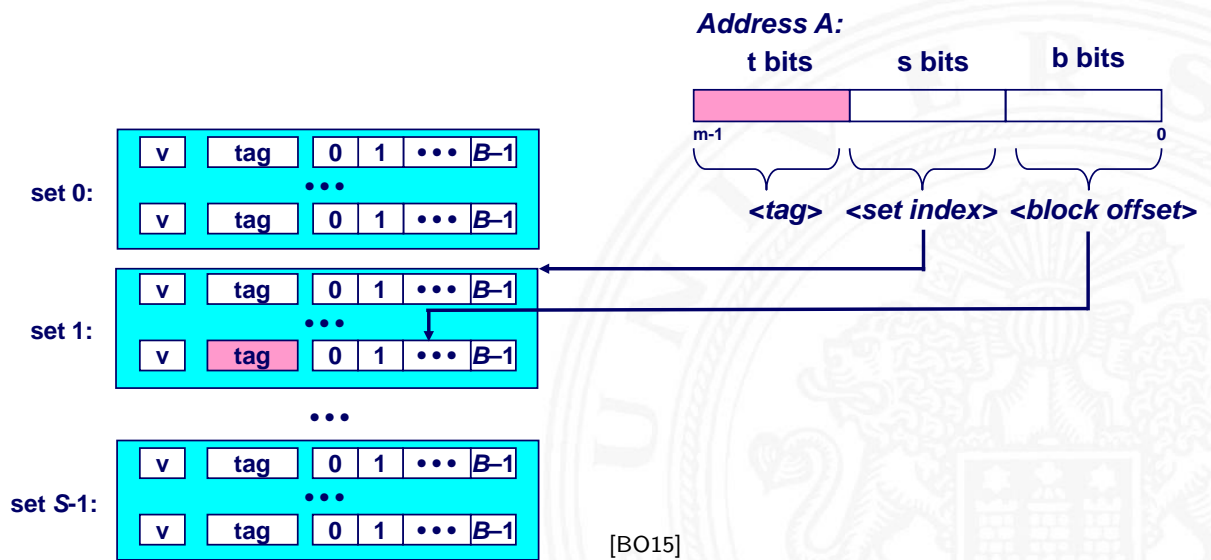 Address A:
t bits s bits b bits
m-1 0
<tag> <set index> <block offset>
set 0:
v tag 0 1 ••• B–1
•••
v tag 0 1 ••• B–1
set 1:
v tag 0 1 ••• B–1
•••
v tag 0 1 ••• B–1
•••
set S-1:
v tag 0 1 ••• B–1
•••
v tag 0 1 ••• B–1
[BO15]
U N I V E R S